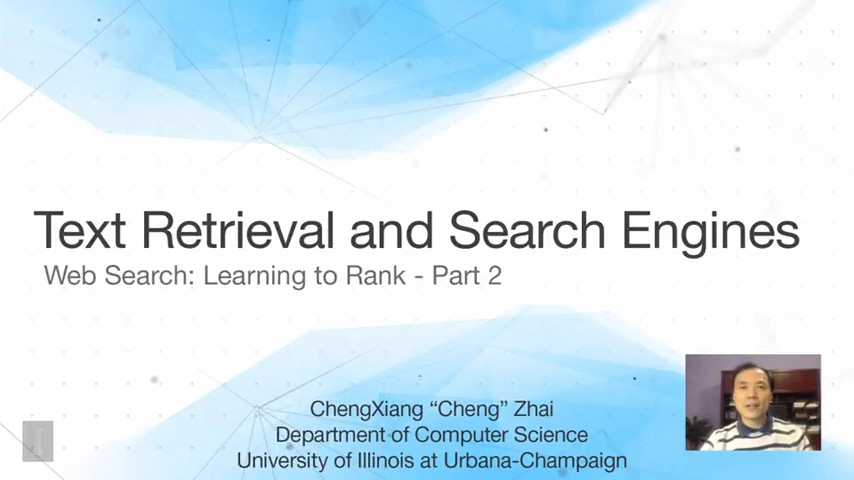 Text Retrieval and Search Engines
Web Search: Learning to Rank - Part 2
ChengXiang “Cheng” Zhai
Department of Computer Science
University of Illinois at Urbana-Champaign